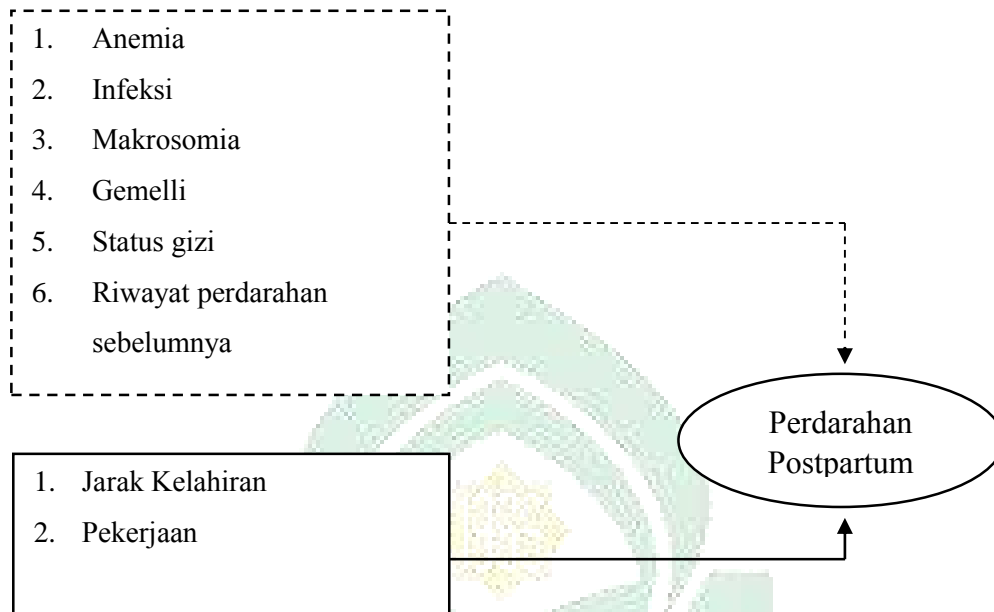 1. Anemia
2. Infeksi
3. Makrosomia
4. Gemelli
5. Status gizi
6. Riwayat perdarahan
sebelumnya
Perdarahan
Postpartum
1. Jarak Kelahiran
2. Pekerjaan